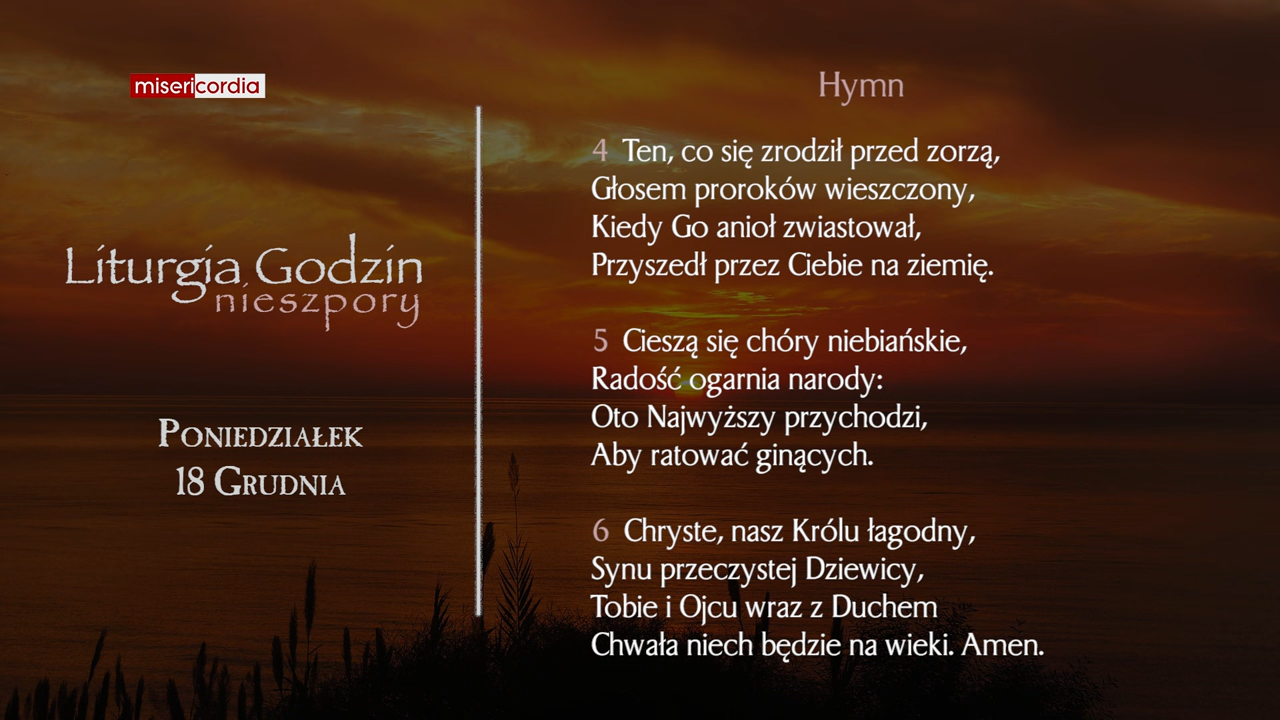 misericordia
Liturgia Godzin
nieszpory
Poniedziałek
18 Grudnia
Hymn
4 Ten, co się zrodził przed zorzą,
Głosem proroków wieszczony,
Kiedy Go anioł zwiastował,
Przyszedł przez Ciebie na ziemię.
5 Cieszą się chóry niebiańskie,
Radość ogarnia narody:
Oto Najwyższy przychodzi,
Aby ratować ginących.
6 Chryste, nasz Królu łagodny,
Synu przeczystej Dziewicy,
Tobie i Ojcu wraz z Duchem
Chwała niech będzie na wieki. Amen.